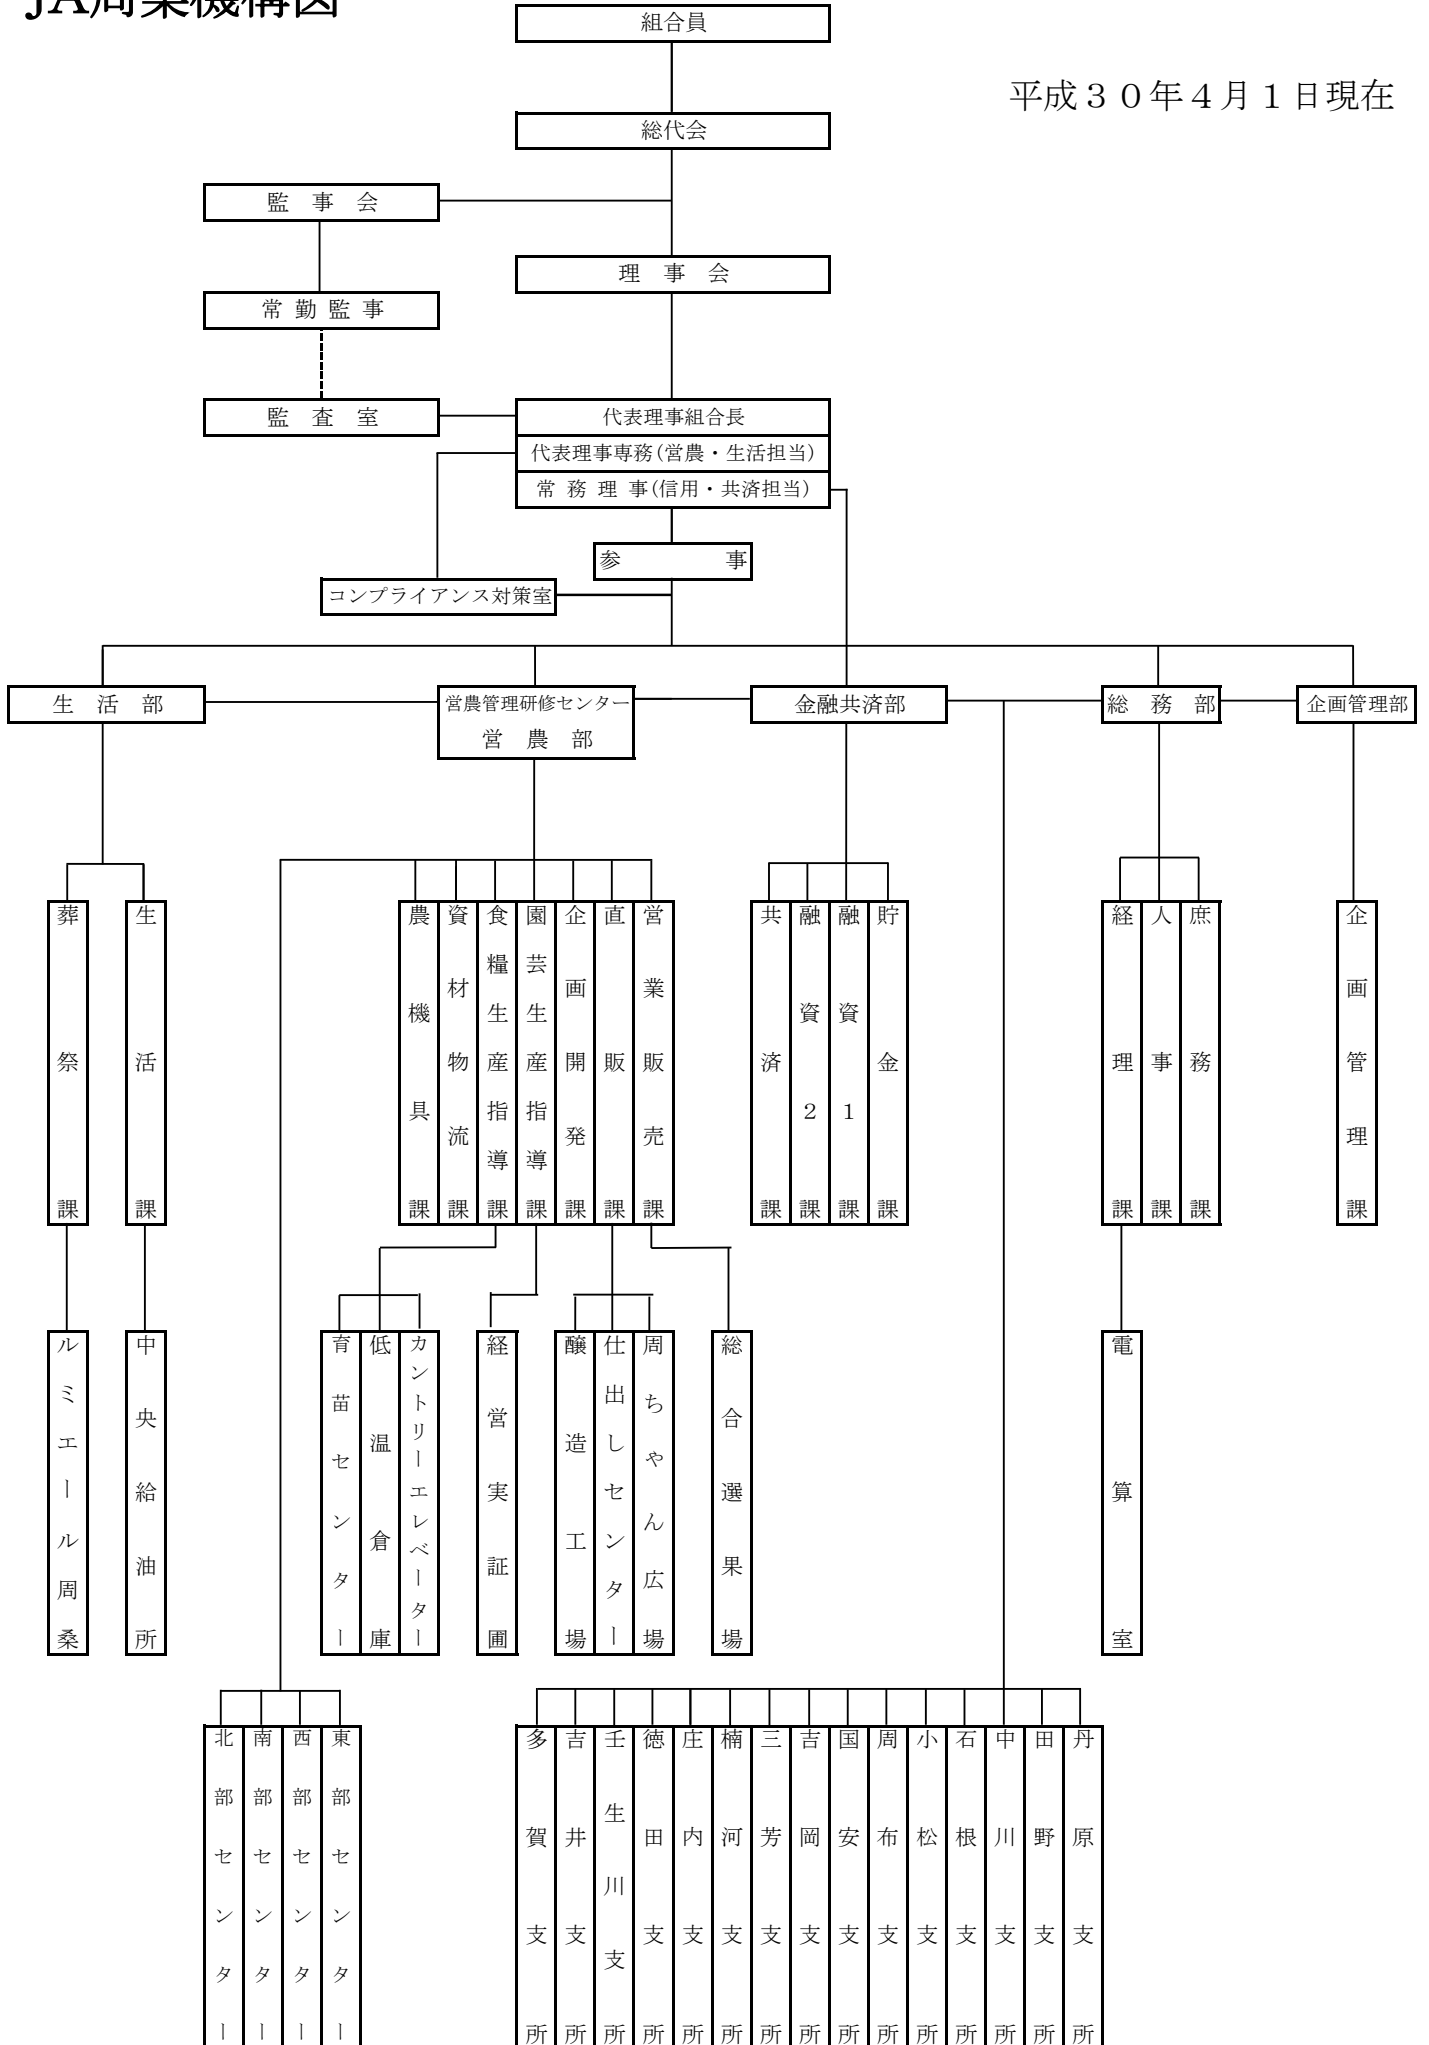 JA周桑機構図
組合員
平成３０年４月１日現在
総代会
監事会
理事会
常勤監事
監査室
代表理事組合長
代表理事専務(営農・生活担当)
常務理事(信用・共済担当)
参事
コンプライアンス対策室
生活部
営農管理研修センター
営農部
金融共済部
総務部
企画管理部
葬祭課
生活課
農機具課
資材物流課
食糧生産指導課
園芸生産指導課
企画開発課
直販課
営業販売課
共済課
融資２課
融資１課
貯金課
経理課
人事課
庶務課
企画管理課
ルミエール周桑
中央給油所
育苗センター
低温倉庫
カントリーエレベーター
経営実証圃
醸造工場
仕出しセンター
周ちゃん広場
総合選果場
電算室
北部センター
南部センター
西部センター
東部センター
多賀支所
吉井支所
壬生川支所
徳田支所
庄内支所
楠河支所
三芳支所
吉岡支所
国安支所
周布支所
小松支所
石根支所
中川支所
田野支所
丹原支所